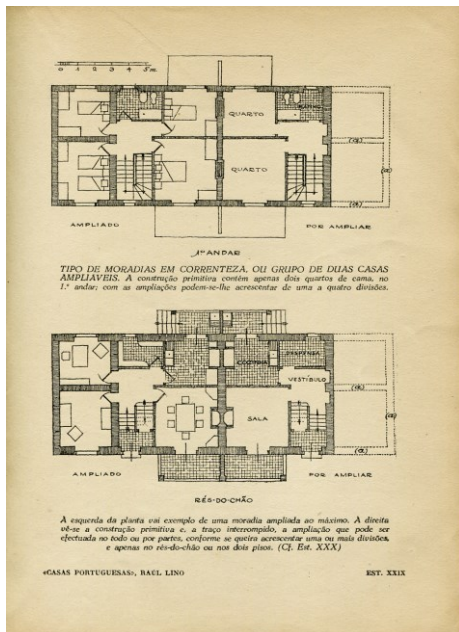 0 1 2 3 4 5 m.
QUARTO
BANHO
QUARTO
(a)
(a)
(a)
AMPLIADO
POR AMPLIAR
1º ANDAR
TIPO DE MORADIAS EM CORRENTEZA, OU GRUPO DE DUAS CASAS
AMPLIAVEIS. A construção primitiva contém apenas dois quartos de cama, no
1.º andar; com as ampliações podem-se-lhe acrescentar de uma a quatro divisões.
COZINHA
DESPENSA
VESTÍBULO
(a)
(a)
SALA
(a)
AMPLIADO
POR AMPLIAR
RÉS-DO-CHÃO
À esquerda da planta vai exemplo de uma moradia ampliada ao máximo. À direita
vê-se a construção primitiva e, a traço interrompido, a ampliação que pode ser
efectuada no todo ou por partes, conforme se queira acrescentar uma ou mais divisões,
e apenas no rés-do-chão ou nos dois pisos. (Cf. Est. XXX.)
«CASAS PORTUGUESAS», RAÚL LINO
EST. XXIX